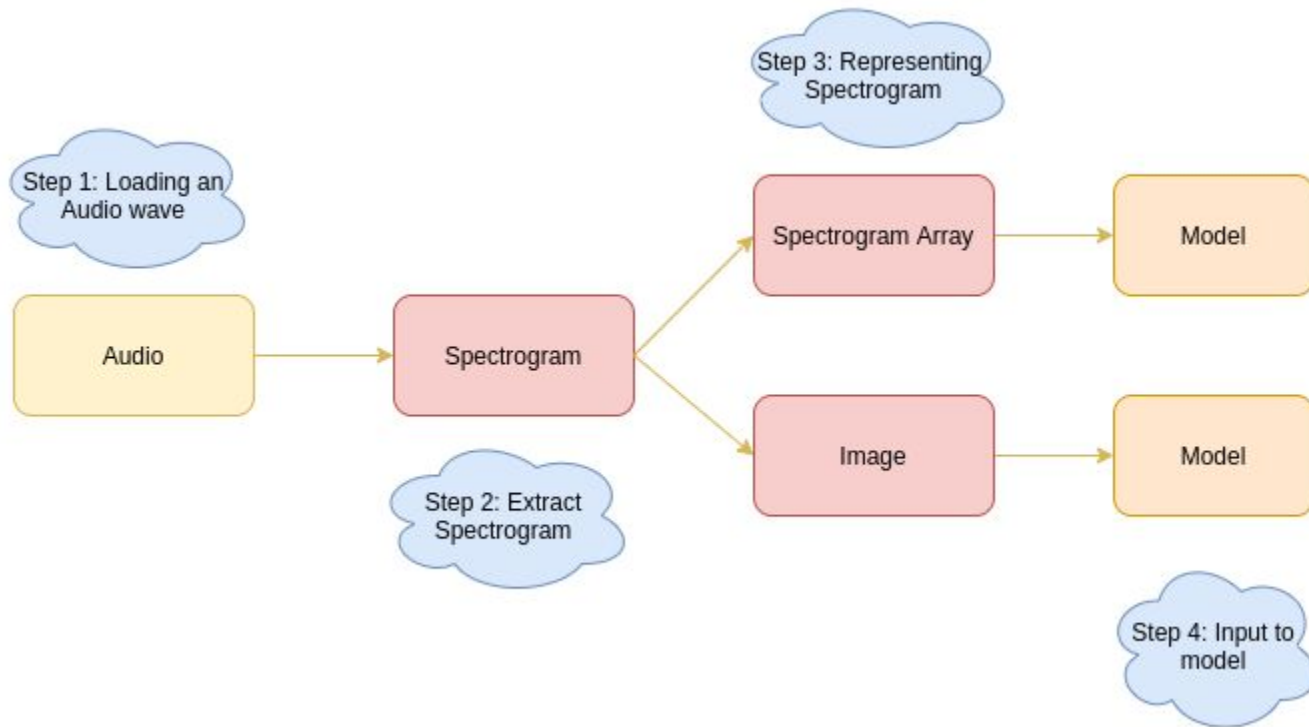 Step 3: Representing
Spectrogram
Step 1: Loading an
Audio wave
Spectrogram Array
Model
Audio
Spectrogram
Image
Model
Step 2: Extract
Spectrogram
Step 4: Input to
model